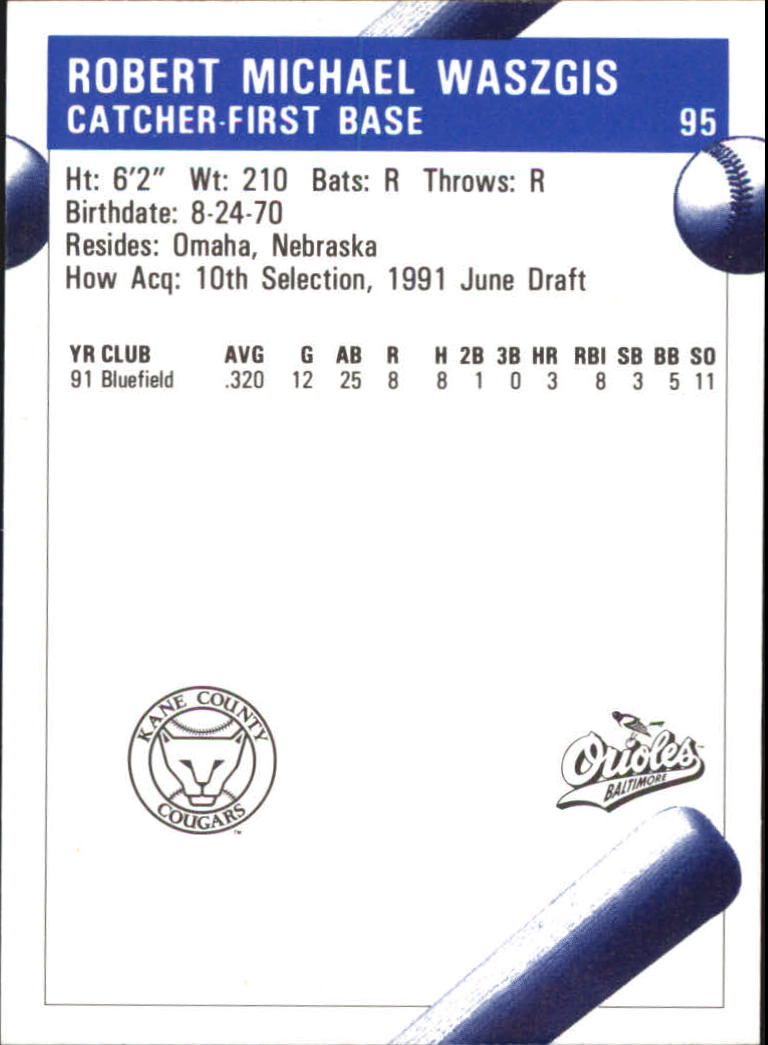 ROBERT MICHAEL WASZGIS
CATCHER-FIRST BASE 95
Ht: 6'2" Wt: 210 Bats: R Throws: R
Birthdate: 8-24-70
Resides: Omaha, Nebraska
How Acq: 10th Selection, 1991 June Draft
YR CLUB AVG G AB R H 2B 3B HR RBI SB BB SO
91 Bluefield .320 12 25 8 8 1 0 3 8 3 5 11
KANE COUNTY
COUGARS
TM
Orioles
BALTIMORE